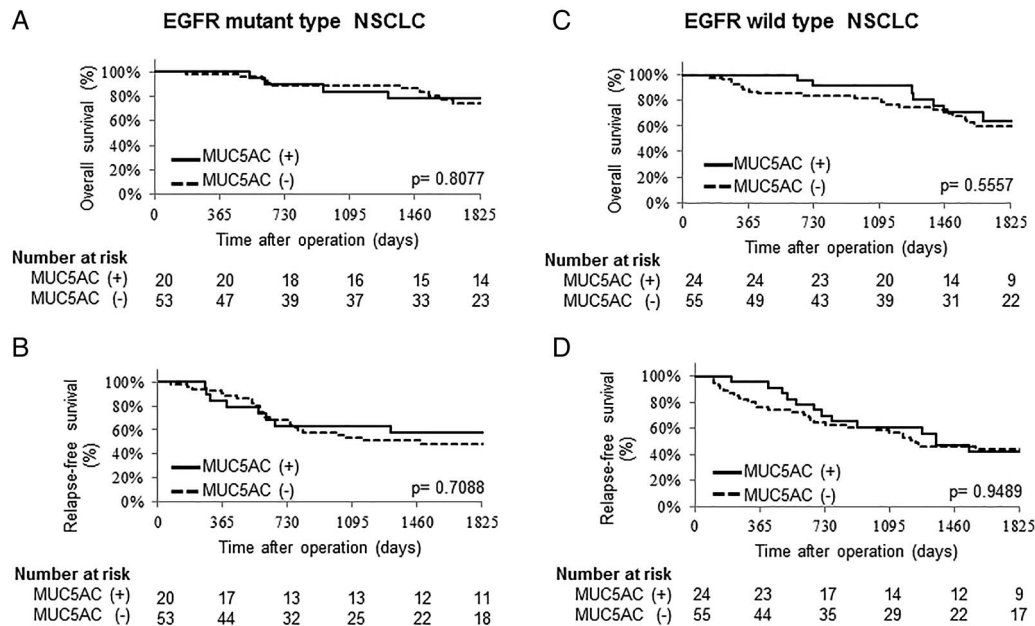 A
EGFR mutant type NSCLC
Overall survival (%)
100%
80%
60%
40%
20%
0%
MUC5AC (+)
MUC5AC (-)
p= 0.8077
0 365 730 1095 1460 1825
Time after operation (days)
Number at risk
MUC5AC (+) 20 20 18 16 15 14
MUC5AC (-) 53 47 39 37 33 23
B
Relapse-free survival
(%)
100%
80%
60%
40%
20%
0%
MUC5AC (+)
MUC5AC (-)
p= 0.7088
0 365 730 1095 1460 1825
Time after operation (days)
Number at risk
MUC5AC (+) 20 17 13 13 12 11
MUC5AC (-) 53 44 32 25 22 18
C
EGFR wild type NSCLC
Overall survival (%)
100%
80%
60%
40%
20%
0%
MUC5AC (+)
MUC5AC (-)
p= 0.5557
0 365 730 1095 1460 1825
Time after operation (days)
Number at risk
MUC5AC (+) 24 24 23 20 14 9
MUC5AC (-) 55 49 43 39 31 22
D
Relapse-free survival
(%)
100%
80%
60%
40%
20%
0%
MUC5AC (+)
MUC5AC (-)
p= 0.9489
0 365 730 1095 1460 1825
Time after operation (days)
Number at risk
MUC5AC (+) 24 23 17 14 12 9
MUC5AC (-) 55 44 35 29 22 17